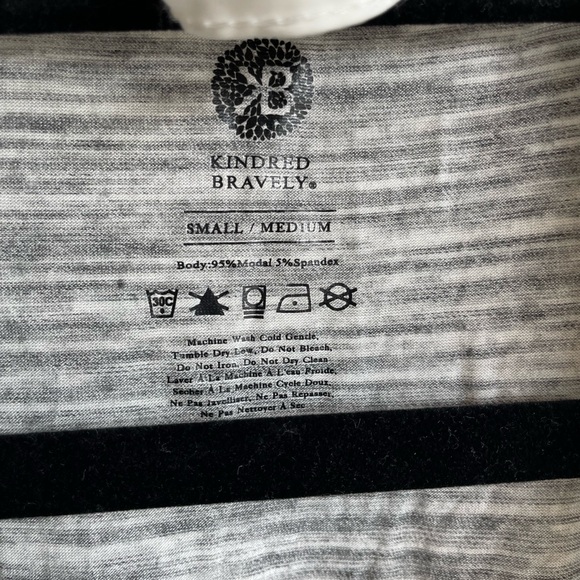 KB
KINDRED
BRAVELY®
SMALL / MEDIUM
Body:95%Modal 5%Spandex
30C
Machine Wash Cold Gentle,
Tumble Dry Low, Do Not Bleach,
Do Not Iron, Do Not Dry Clean
Laver À La Machine À L'eau Froide,
Sécher À La Machine Cycle Doux,
Ne Pas Javelliser, Ne Pas Repasser,
Ne Pas Nettoyer À Sec